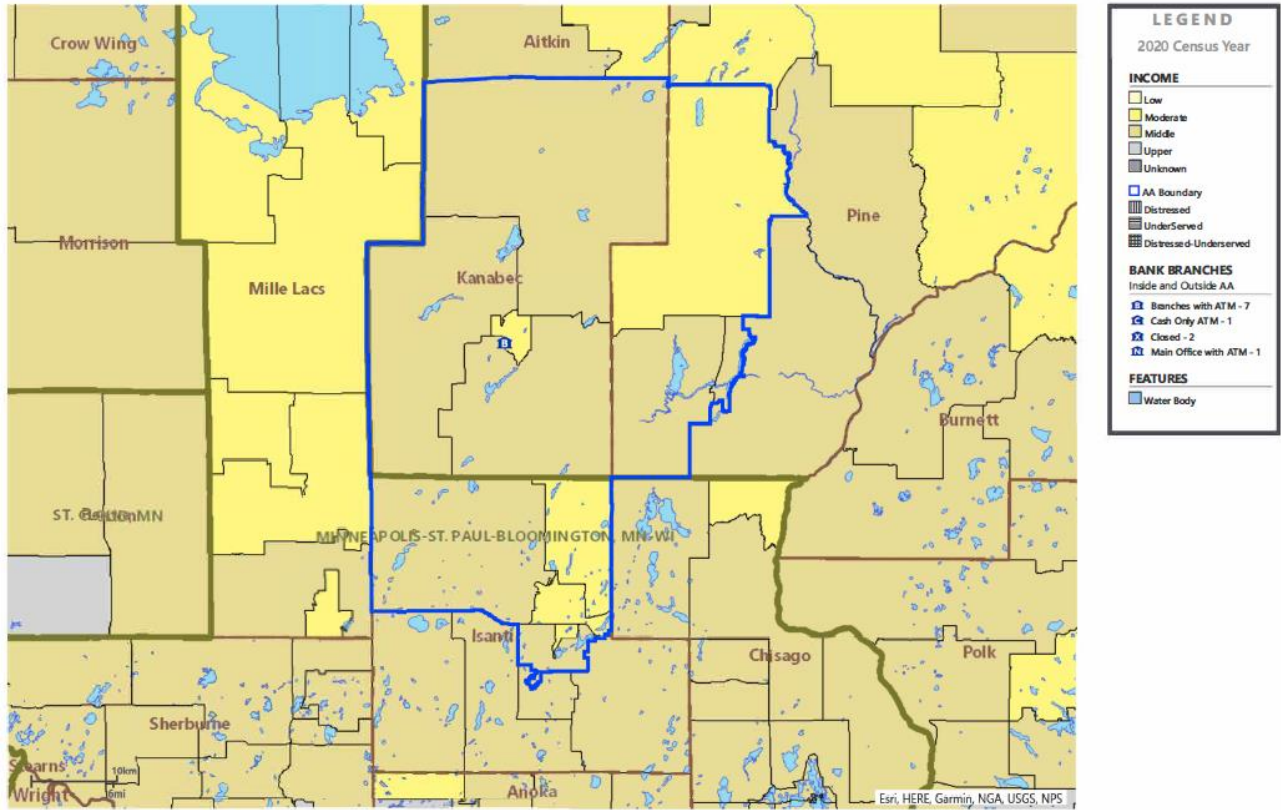 Crow Wing
Aitkin
Pine
Morrison
Mille Lacs
Kanabec
Burnett
ST. MN
MINNEAPOLIS-ST. PAUL-BLOOMINGTON, MN-WI
Isanti
Chisago
Polk
Sherburne
Stearns
10km
6mi
Wright
Anoka
Esri, HERE, Garmin, NGA, USGS, NPS
LEGEND
2020 Census Year
INCOME
Low
Moderate
Middle
Upper
Unknown
AA Boundary
Distressed
UnderServed
Distressed-Underserved
BANK BRANCHES
Inside and Outside AA
B Branches with ATM - 7
C Cash Only ATM - 1
X Closed - 2
N Main Office with ATM - 1
FEATURES
Water Body
B